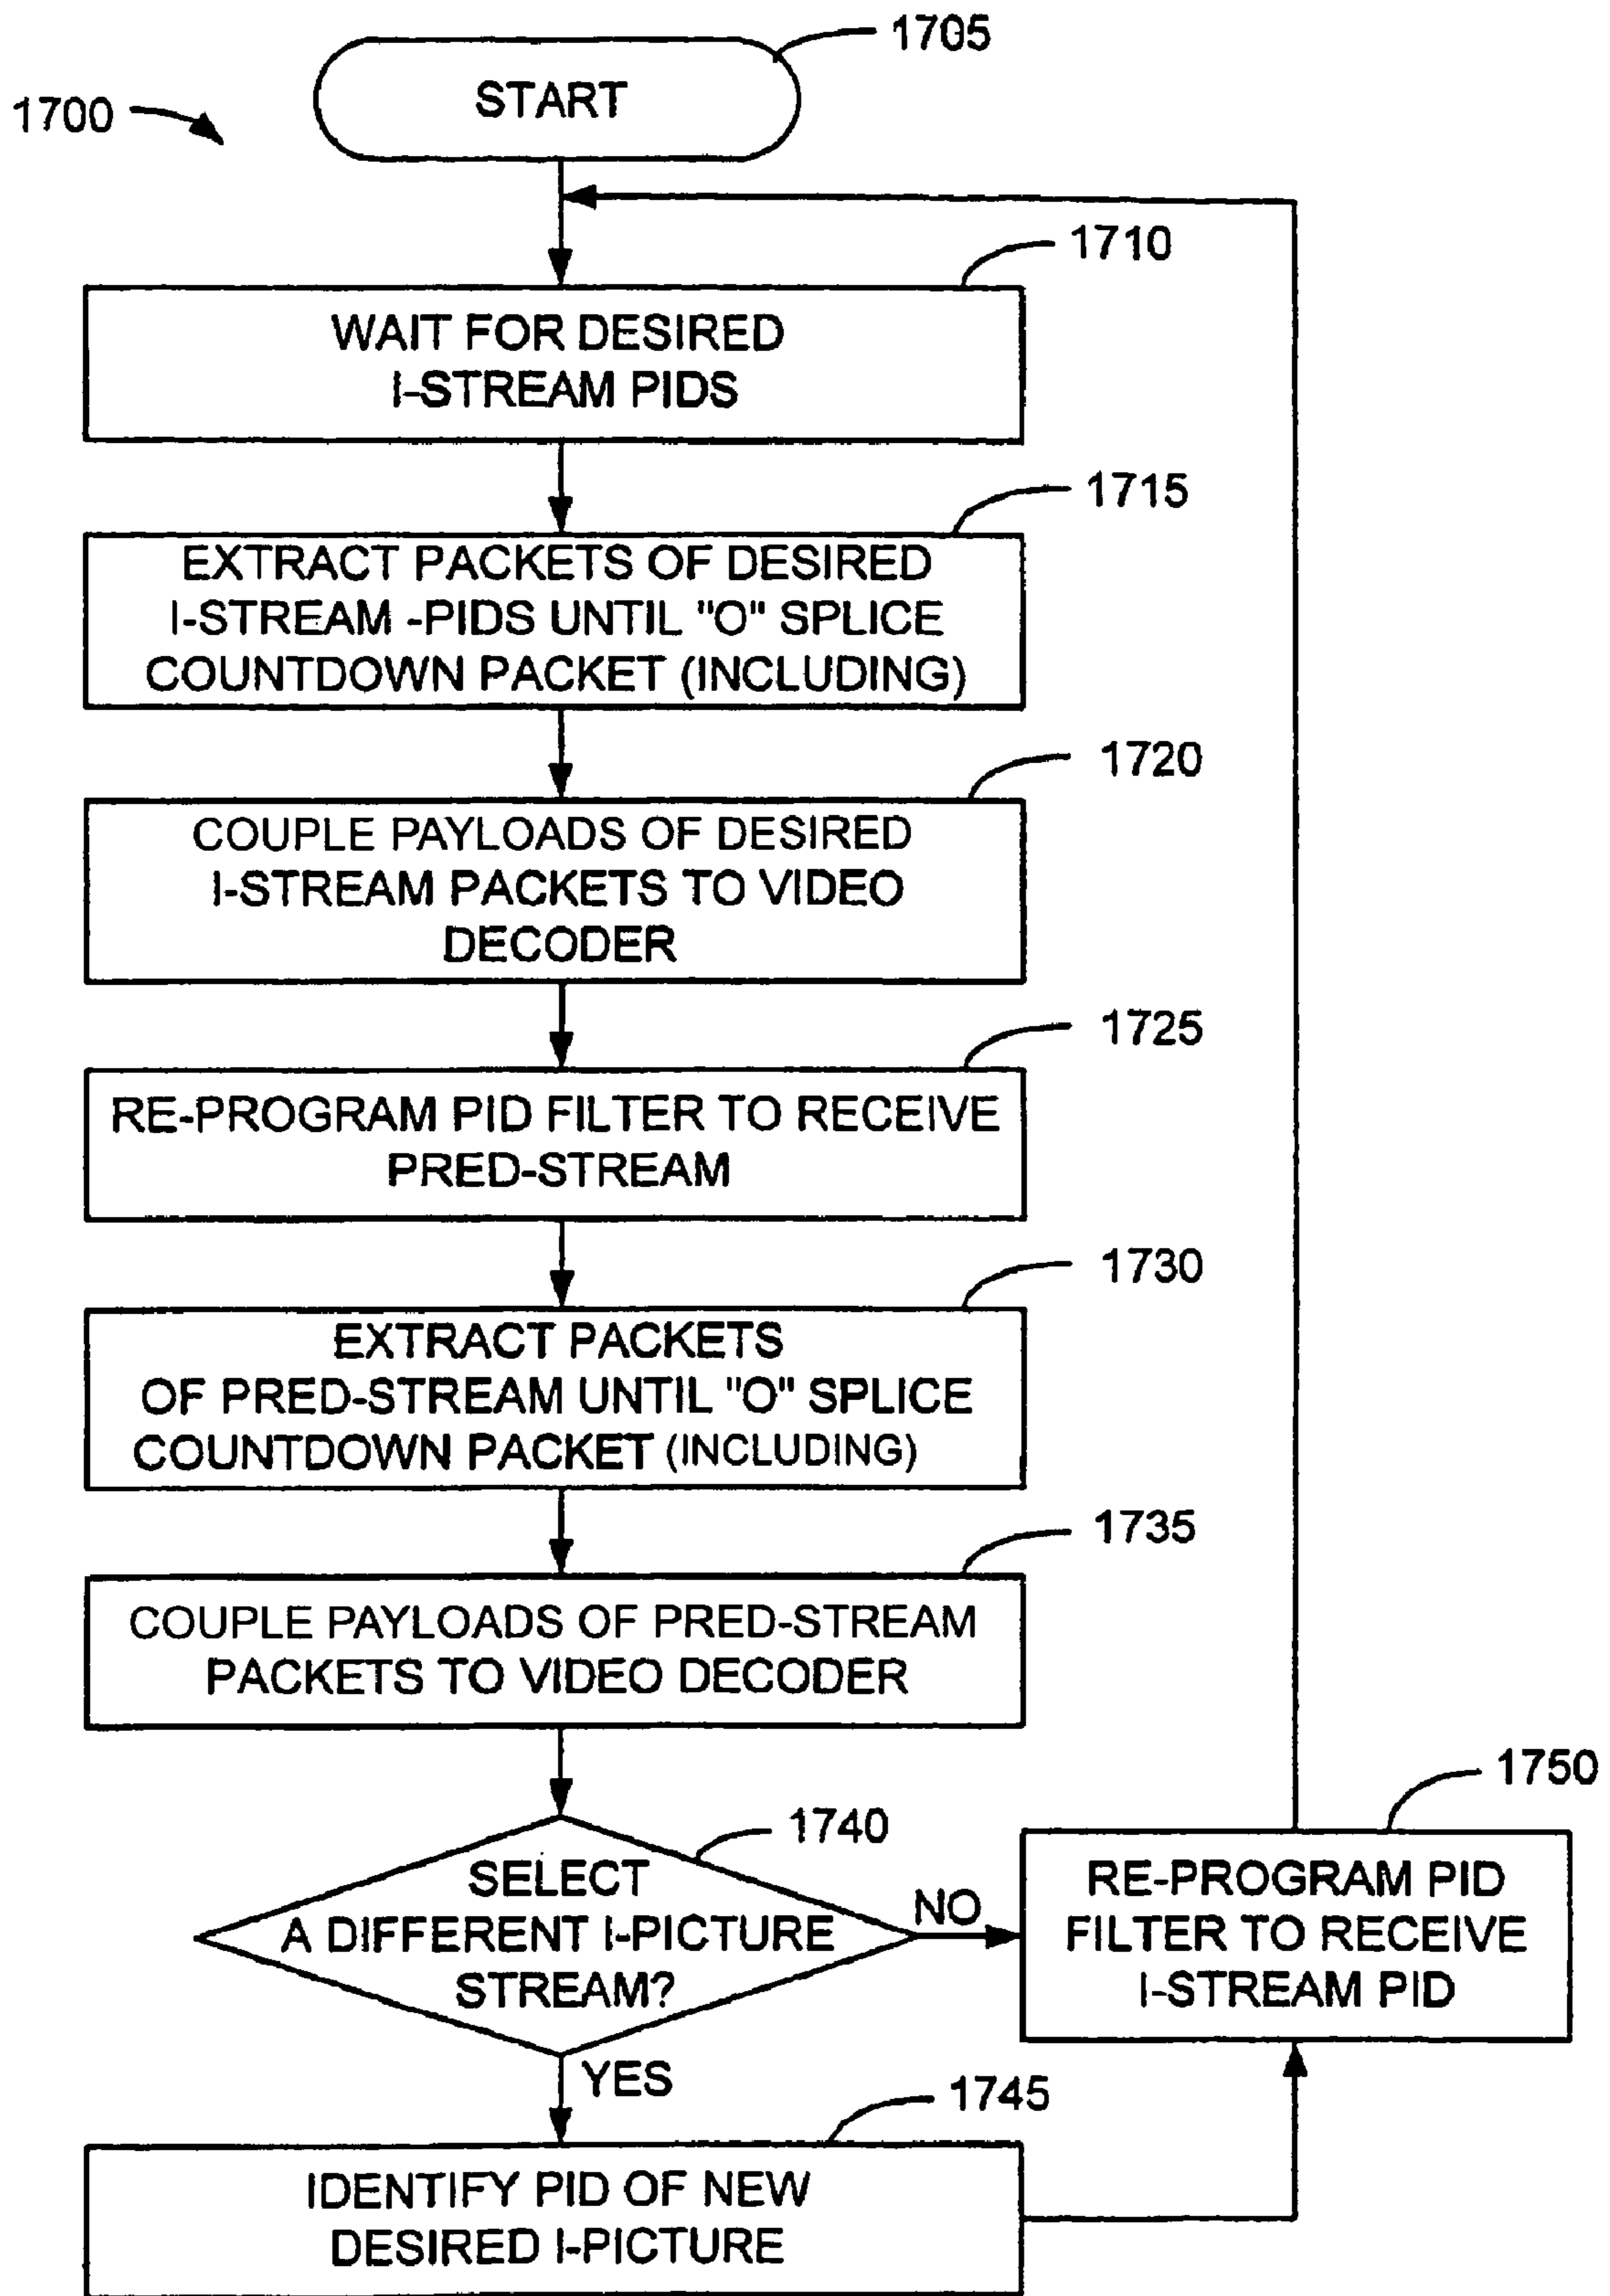 1705
START
1700
1710
WAIT FOR DESIRED
I-STREAM PIDS
1715
EXTRACT PACKETS OF DESIRED
I-STREAM -PIDS UNTIL "O" SPLICE
COUNTDOWN PACKET (INCLUDING)
1720
COUPLE PAYLOADS OF DESIRED
I-STREAM PACKETS TO VIDEO
DECODER
1725
RE-PROGRAM PID FILTER TO RECEIVE
PRED-STREAM
1730
EXTRACT PACKETS
OF PRED-STREAM UNTIL "O" SPLICE
COUNTDOWN PACKET (INCLUDING)
1735
COUPLE PAYLOADS OF PRED-STREAM
PACKETS TO VIDEO DECODER
1740
SELECT
A DIFFERENT I-PICTURE
STREAM?
NO
1750
RE-PROGRAM PID
FILTER TO RECEIVE
I-STREAM PID
YES
1745
IDENTIFY PID OF NEW
DESIRED I-PICTURE